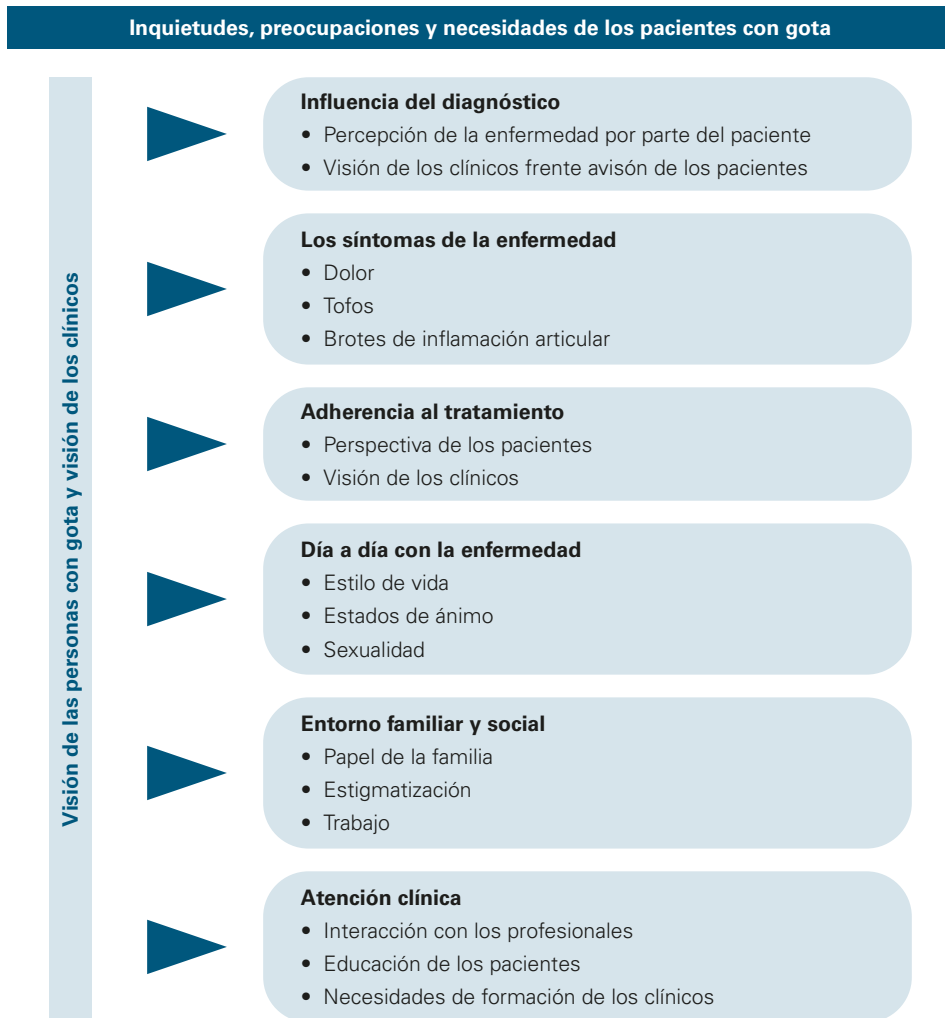 Inquietudes, preocupaciones y necesidades de los pacientes con gota
Visión de las personas con gota y visión de los clínicos
Influencia del diagnóstico
• Percepción de la enfermedad por parte del paciente
• Visión de los clínicos frente avisón de los pacientes
Los síntomas de la enfermedad
• Dolor
• Tofos
• Brotes de inflamación articular
Adherencia al tratamiento
• Perspectiva de los pacientes
• Visión de los clínicos
Día a día con la enfermedad
• Estilo de vida
• Estados de ánimo
• Sexualidad
Entorno familiar y social
• Papel de la familia
• Estigmatización
• Trabajo
Atención clínica
• Interacción con los profesionales
• Educación de los pacientes
• Necesidades de formación de los clínicos